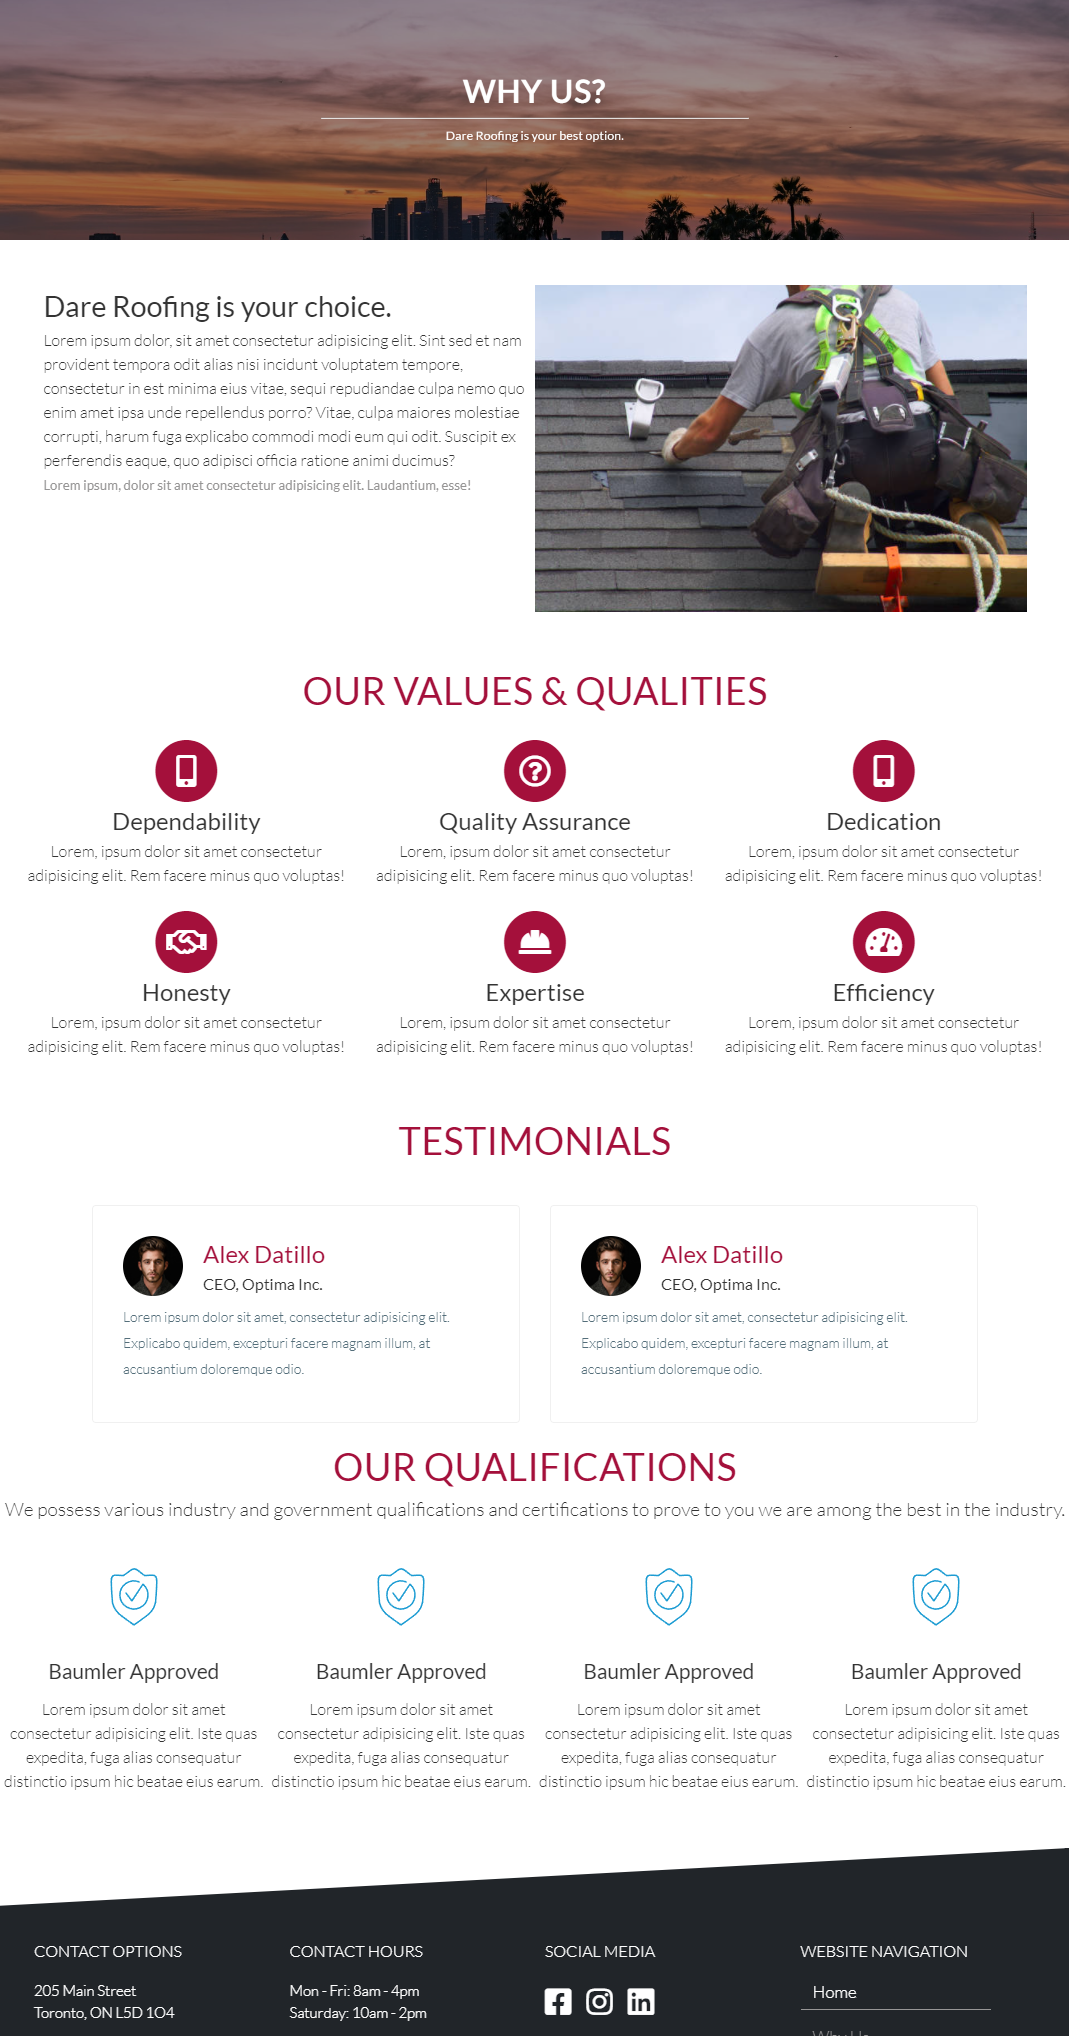 WHY US?
Dare Roofing is your best option.
Dare Roofing is your choice.
Lorem ipsum dolor, sit amet consectetur adipisicing elit. Sint sed et nam
provident tempora odit alias nisi incidunt voluptatem tempore,
consectetur in est minima eius vitae, sequi repudiandae culpa nemo quo
enim amet ipsa unde repellendus porro? Vitae, culpa maiores molestiae
corrupti, harum fuga explicabo commodi modi eum qui odit. Suscipit ex
perferendis eaque, quo adipisci officia ratione animi ducimus?
Lorem ipsum, dolor sit amet consectetur adipisicing elit. Laudantium, esse!
OUR VALUES & QUALITIES
Dependability
Lorem, ipsum dolor sit amet consectetur
adipisicing elit. Rem facere minus quo voluptas!
Quality Assurance
Lorem, ipsum dolor sit amet consectetur
adipisicing elit. Rem facere minus quo voluptas!
Dedication
Lorem, ipsum dolor sit amet consectetur
adipisicing elit. Rem facere minus quo voluptas!
Honesty
Lorem, ipsum dolor sit amet consectetur
adipisicing elit. Rem facere minus quo voluptas!
Expertise
Lorem, ipsum dolor sit amet consectetur
adipisicing elit. Rem facere minus quo voluptas!
Efficiency
Lorem, ipsum dolor sit amet consectetur
adipisicing elit. Rem facere minus quo voluptas!
TESTIMONIALS
Alex Datillo
CEO, Optima Inc.
Lorem ipsum dolor sit amet, consectetur adipisicing elit.
Explicabo quidem, excepturi facere magnam illum, at
accusantium doloremque odio.
Alex Datillo
CEO, Optima Inc.
Lorem ipsum dolor sit amet, consectetur adipisicing elit.
Explicabo quidem, excepturi facere magnam illum, at
accusantium doloremque odio.
OUR QUALIFICATIONS
We possess various industry and government qualifications and certifications to prove to you we are among the best in the industry.
Baumler Approved
Lorem ipsum dolor sit amet
consectetur adipisicing elit. Iste quas
expedita, fuga alias consequatur
distinctio ipsum hic beatae eius earum.
Baumler Approved
Lorem ipsum dolor sit amet
consectetur adipisicing elit. Iste quas
expedita, fuga alias consequatur
distinctio ipsum hic beatae eius earum.
Baumler Approved
Lorem ipsum dolor sit amet
consectetur adipisicing elit. Iste quas
expedita, fuga alias consequatur
distinctio ipsum hic beatae eius earum.
Baumler Approved
Lorem ipsum dolor sit amet
consectetur adipisicing elit. Iste quas
expedita, fuga alias consequatur
distinctio ipsum hic beatae eius earum.
CONTACT OPTIONS
205 Main Street
Toronto, ON L5D 1O4
CONTACT HOURS
Mon - Fri: 8am - 4pm
Saturday: 10am - 2pm
SOCIAL MEDIA
WEBSITE NAVIGATION
Home
Why Us